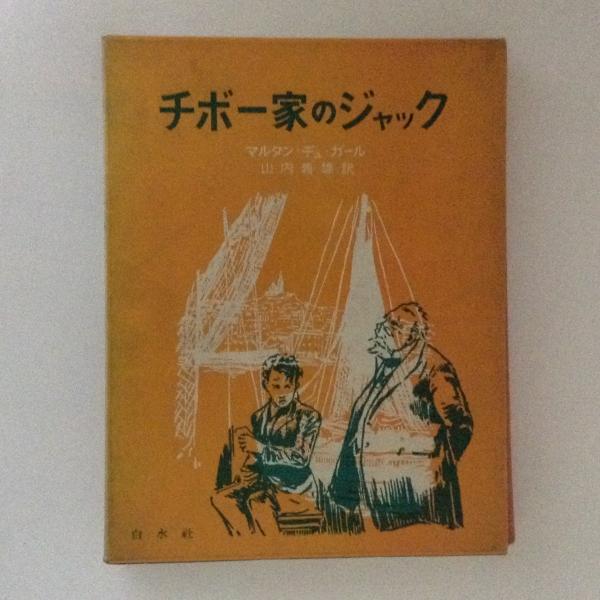 チボー家のジャック
マルタン・デュ・ガール
山内義雄訳
白水社